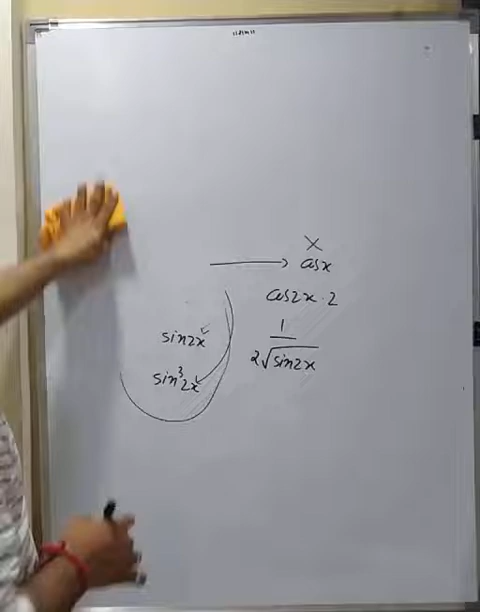 x
cosx
cos2x · 2
sin2x
1
2√sin2x
sin³2x